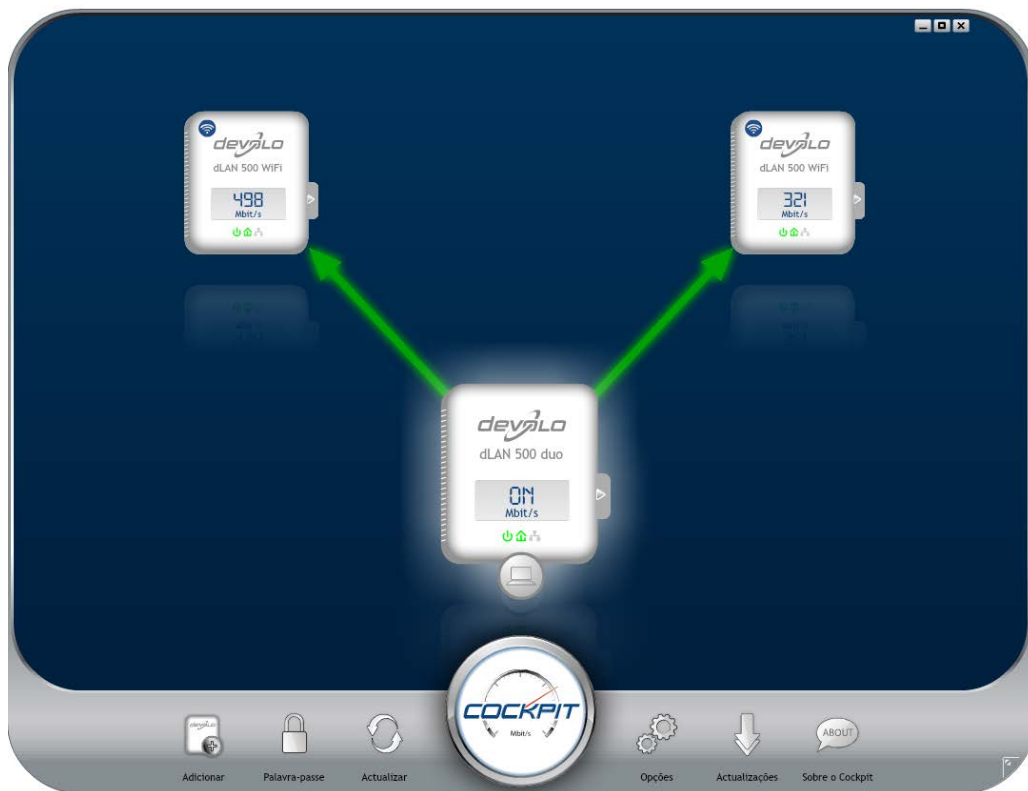 devolo
dLAN 500 WiFi
498
Mbit/s
devolo
dLAN 500 WiFi
321
Mbit/s
devolo
dLAN 500 duo
ON
Mbit/s
COCKPIT
Mbit/s
devolo
ABOUT
Adicionar
Palavra-passe
Actualizar
Opções
Actualizações
Sobre o Cockpit